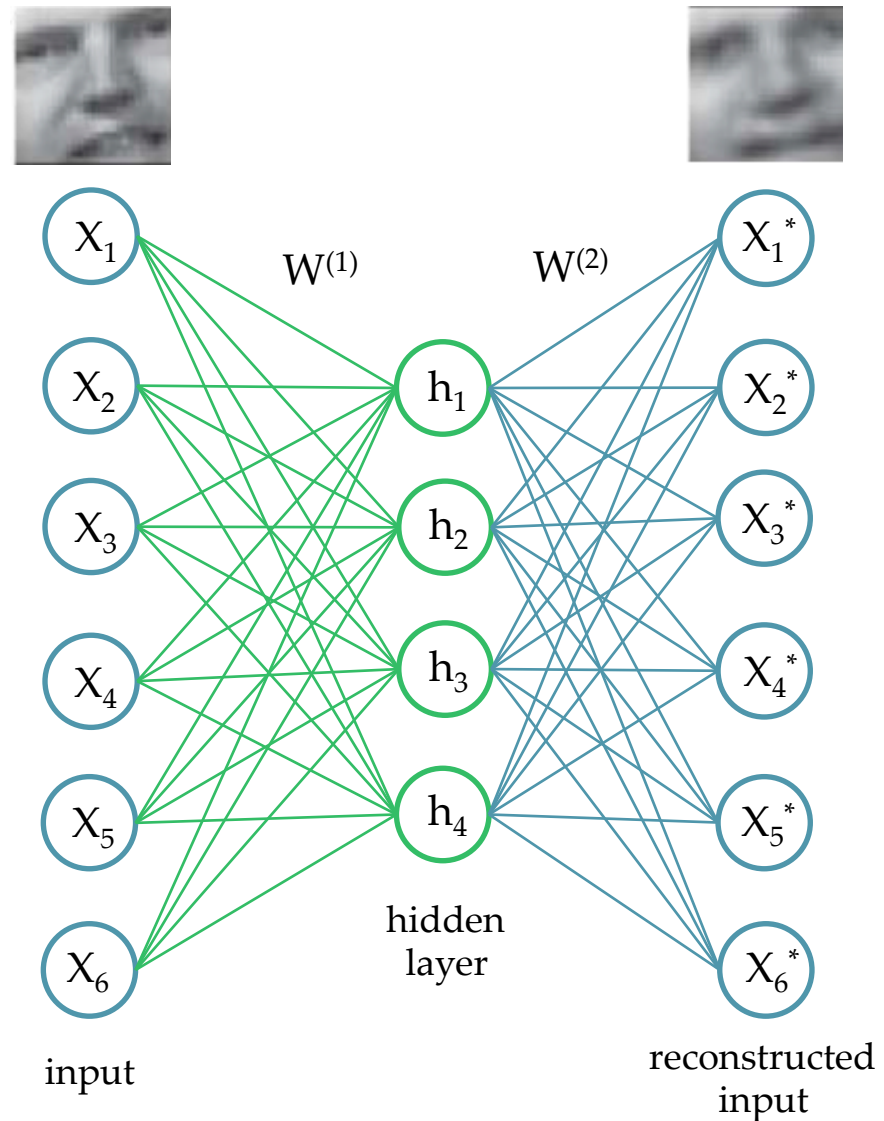 W⁽¹⁾
W⁽²⁾
X₁
X₂
X₃
X₄
X₅
X₆
input
h₁
h₂
h₃
h₄
hidden
layer
X₁*
X₂*
X₃*
X₄*
X₅*
X₆*
reconstructed
input